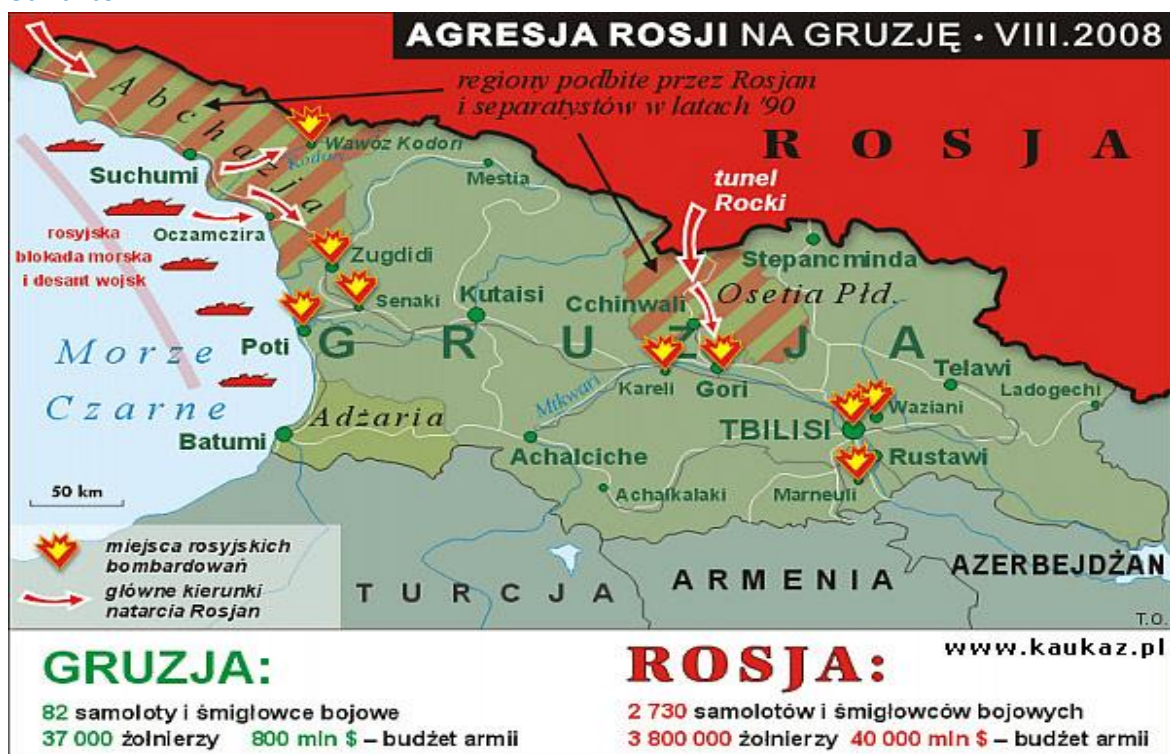 AGRESJA ROSJI NA GRUZJĘ • VIII.2008
regiony podbite przez Rosjan
i separatystów w latach '90
ROSJA
Abchazja
Wąwóz Kodori
Kodori
Suchumi
Mestia
tunel
Rocki
Oczamczira
rosyjska
blokada morska
i desant wojsk
Zugdidi
Stepancminda
Senaki
Kutaisi
Cchinwali
Osetia Płd.
Morze
Czarne
Poti
GRUZJA
Kareli
Gori
Telawi
Ladogechi
Mtkwari
Waziani
Adżaria
TBILISI
Batumi
Achalciche
Rustawi
50 km
Achalkalaki
Marneuli
miejsca rosyjskich
bombardowań
główne kierunki
natarcia Rosjan
TURCJA
ARMENIA
AZERBEJDŻAN
T.O.
www.kaukaz.pl
GRUZJA:
82 samoloty i śmigłowce bojowe
37 000 żołnierzy 800 mln $ – budżet armii
ROSJA:
2 730 samolotów i śmigłowców bojowych
3 800 000 żołnierzy 40 000 mln $ – budżet armii